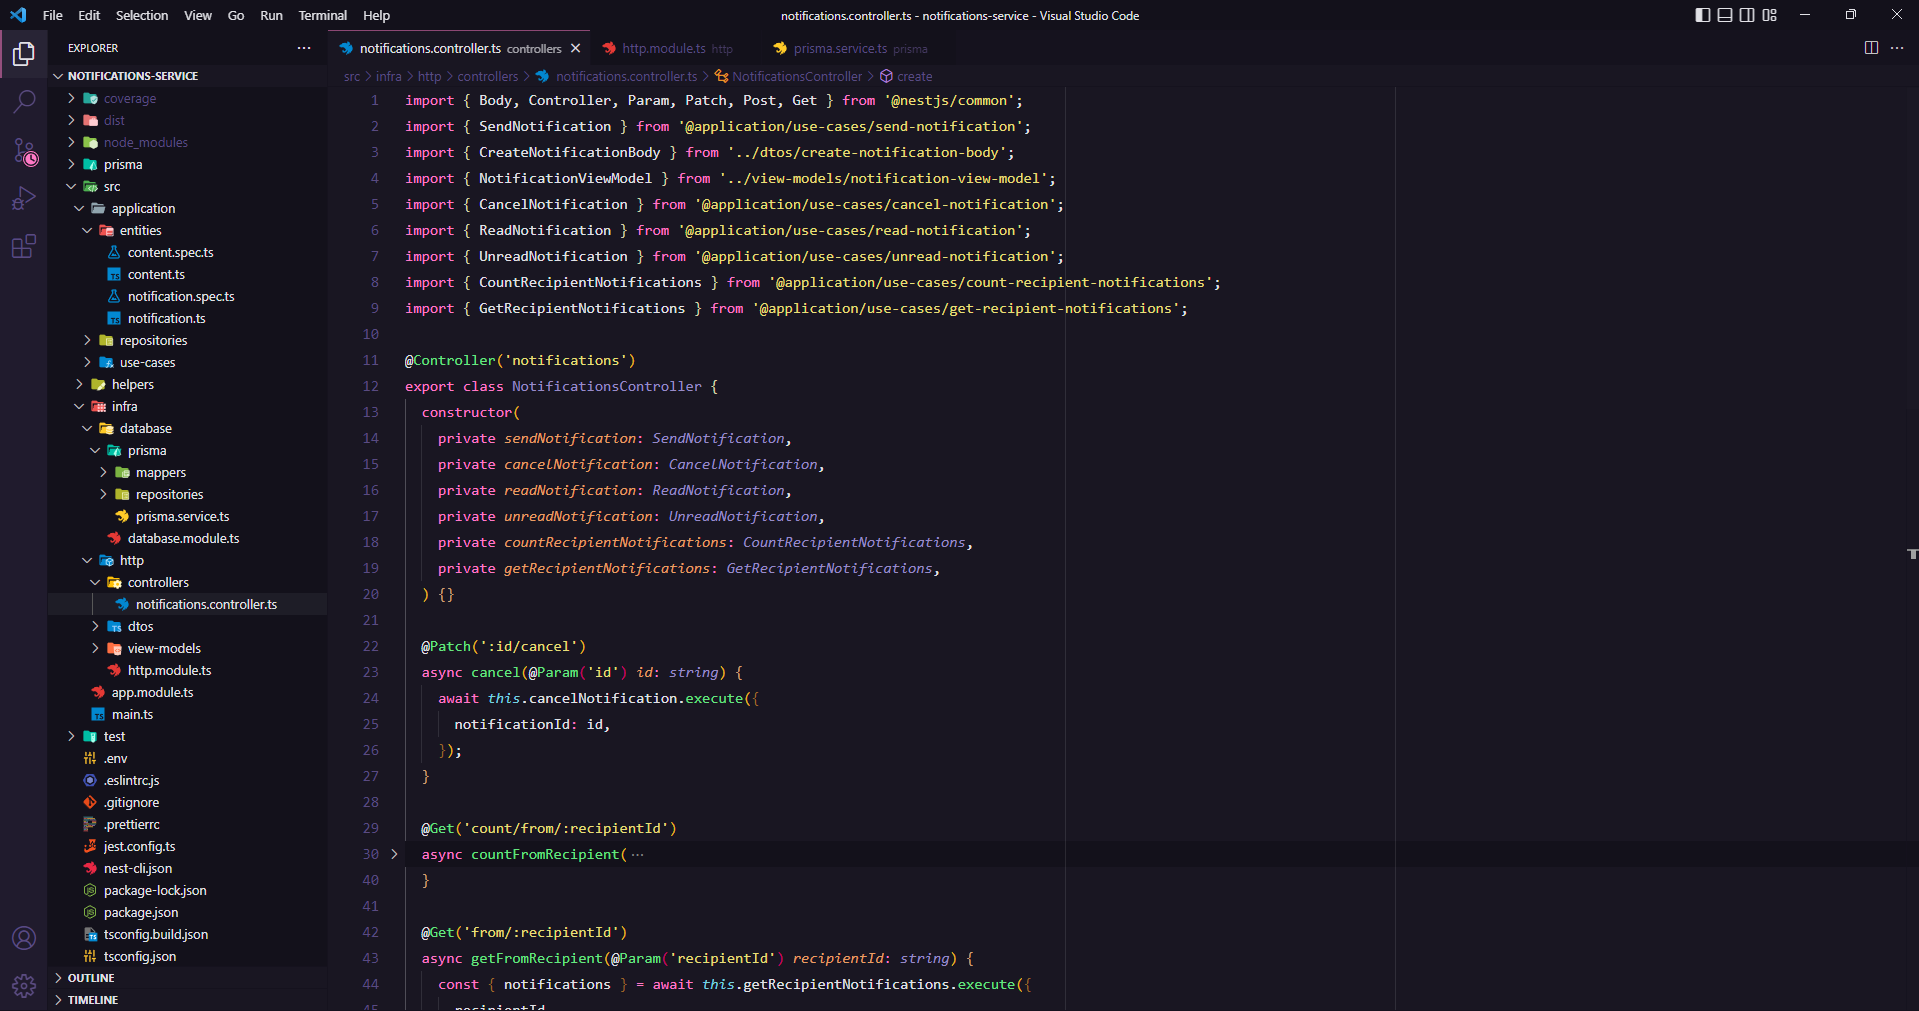 File Edit Selection View Go Run Terminal Help
notifications.controller.ts - notifications-service - Visual Studio Code
EXPLORER
NOTIFICATIONS-SERVICE
coverage
dist
node_modules
prisma
src
application
entities
content.spec.ts
content.ts
notification.spec.ts
notification.ts
repositories
use-cases
helpers
infra
database
prisma
mappers
repositories
prisma.service.ts
database.module.ts
http
controllers
notifications.controller.ts
dtos
view-models
http.module.ts
app.module.ts
main.ts
test
.env
.eslintrc.js
.gitignore
.prettierrc
jest.config.ts
nest-cli.json
package-lock.json
package.json
tsconfig.build.json
tsconfig.json
OUTLINE
TIMELINE
notifications.controller.ts controllers
http.module.ts http
prisma.service.ts prisma
src > infra > http > controllers > notifications.controller.ts > NotificationsController > create
1 import { Body, Controller, Param, Patch, Post, Get } from '@nestjs/common';
2 import { SendNotification } from '@application/use-cases/send-notification';
3 import { CreateNotificationBody } from '../dtos/create-notification-body';
4 import { NotificationViewModel } from '../view-models/notification-view-model';
5 import { CancelNotification } from '@application/use-cases/cancel-notification';
6 import { ReadNotification } from '@application/use-cases/read-notification';
7 import { UnreadNotification } from '@application/use-cases/unread-notification';
8 import { CountRecipientNotifications } from '@application/use-cases/count-recipient-notifications';
9 import { GetRecipientNotifications } from '@application/use-cases/get-recipient-notifications';
10
11 @Controller('notifications')
12 export class NotificationsController {
13 constructor(
14 private sendNotification: SendNotification,
15 private cancelNotification: CancelNotification,
16 private readNotification: ReadNotification,
17 private unreadNotification: UnreadNotification,
18 private countRecipientNotifications: CountRecipientNotifications,
19 private getRecipientNotifications: GetRecipientNotifications,
20 ) {}
21
22 @Patch(':id/cancel')
23 async cancel(@Param('id') id: string) {
24 await this.cancelNotification.execute({
25 notificationId: id,
26 });
27 }
28
29 @Get('count/from/:recipientId')
30 async countFromRecipient( ···
40 }
41
42 @Get('from/:recipientId')
43 async getFromRecipient(@Param('recipientId') recipientId: string) {
44 const { notifications } = await this.getRecipientNotifications.execute({
45 recipientId